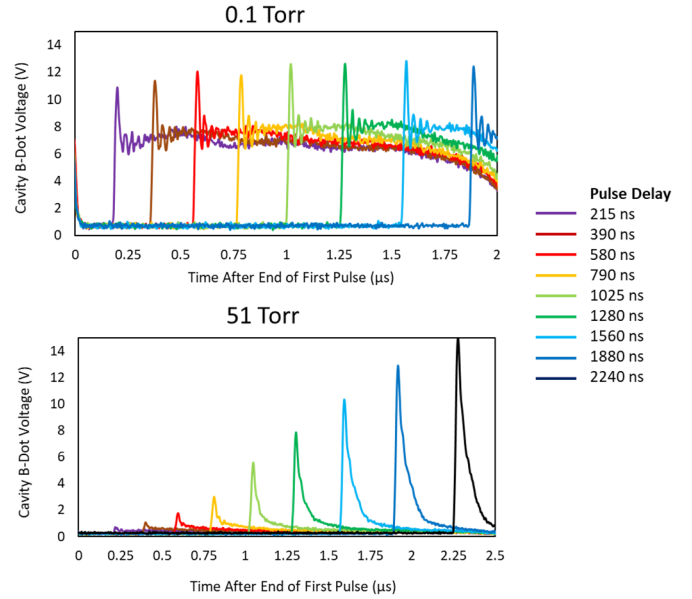 0.1 Torr
Cavity B-Dot Voltage (V)
14
12
10
8
6
4
2
0
0 0.25 0.5 0.75 1 1.25 1.5 1.75 2
Time After End of First Pulse (µs)
51 Torr
Cavity B-Dot Voltage (V)
14
12
10
8
6
4
2
0
0 0.25 0.5 0.75 1 1.25 1.5 1.75 2 2.25 2.5
Time After End of First Pulse (µs)
Pulse Delay
215 ns
390 ns
580 ns
790 ns
1025 ns
1280 ns
1560 ns
1880 ns
2240 ns